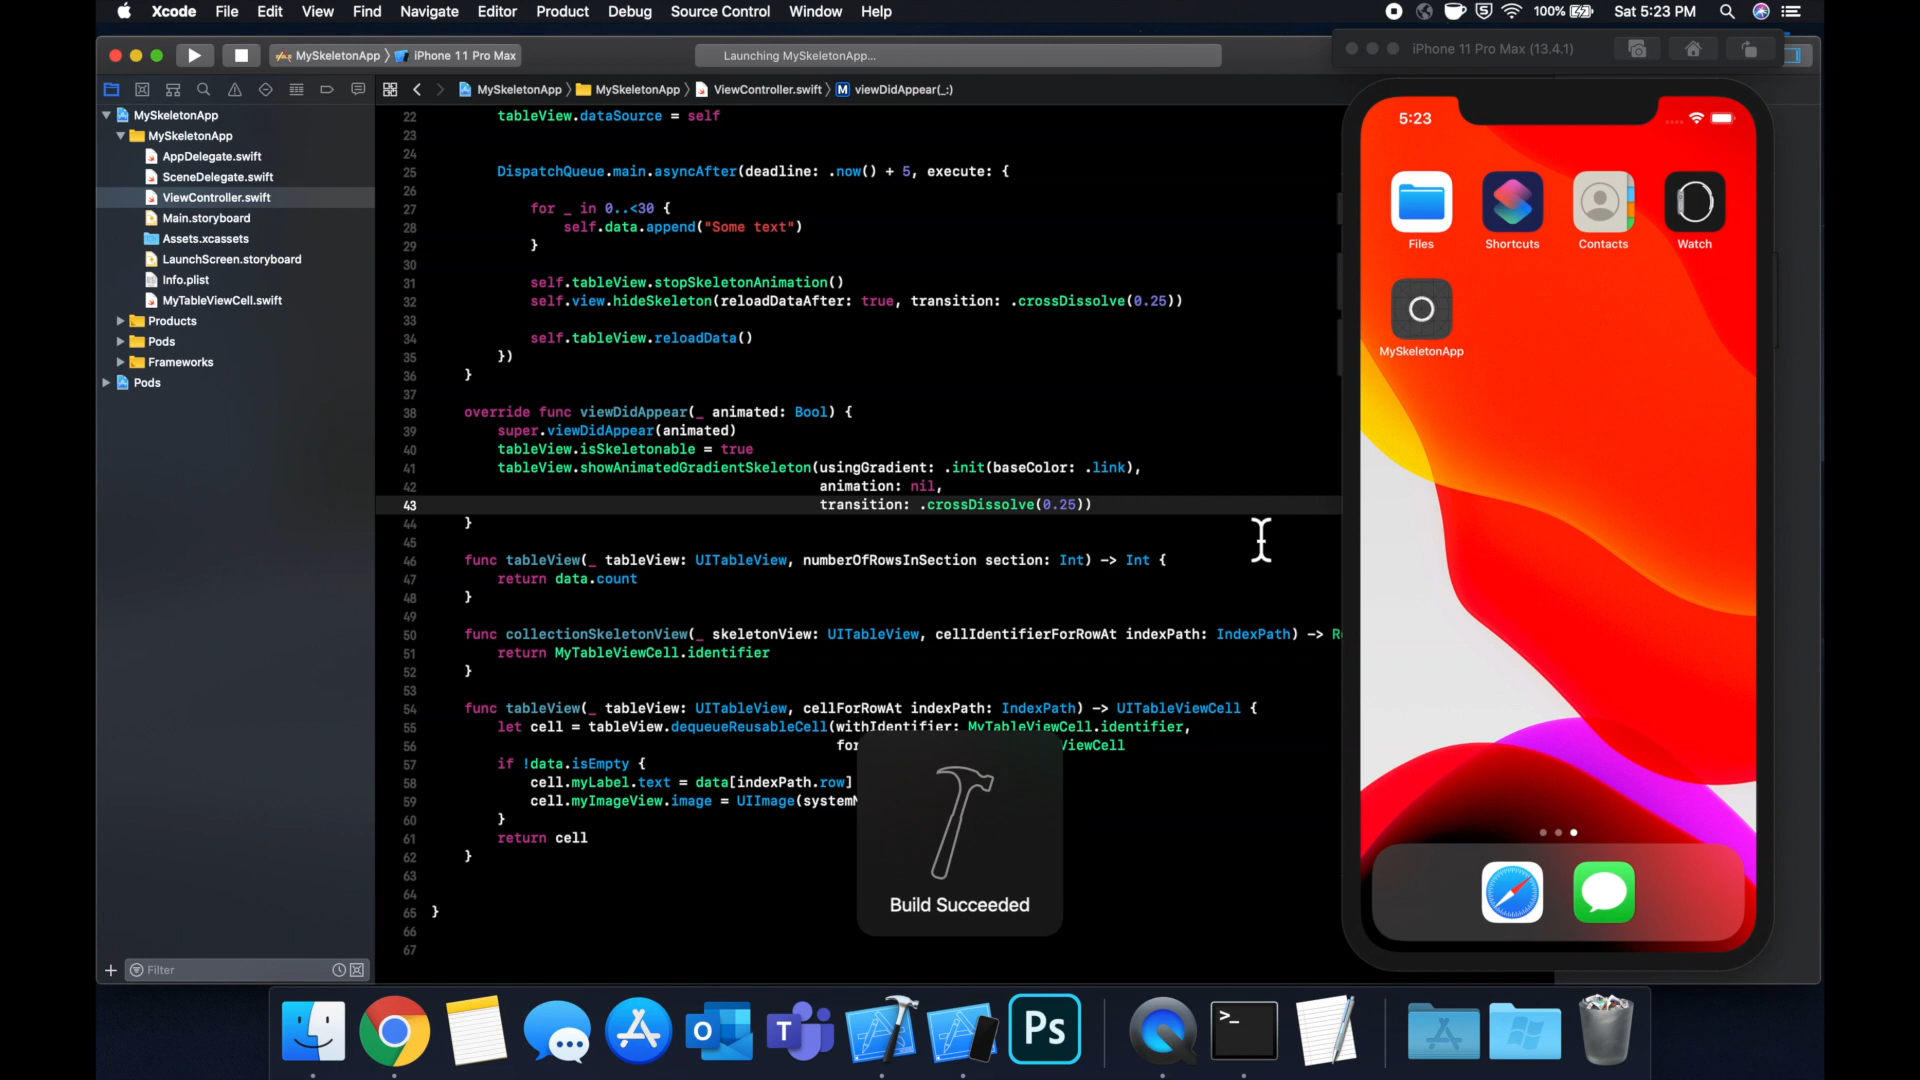 Xcode File Edit View Find Navigate Editor Product Debug Source Control Window Help
5 100% Sat 5:23 PM
MySkeletonApp iPhone 11 Pro Max
Launching MySkeletonApp...
iPhone 11 Pro Max (13.4.1)
MySkeletonApp MySkeletonApp ViewController.swift M viewDidAppear(_:)
MySkeletonApp
MySkeletonApp
AppDelegate.swift
SceneDelegate.swift
ViewController.swift
Main.storyboard
Assets.xcassets
LaunchScreen.storyboard
Info.plist
MyTableViewCell.swift
Products
Pods
Frameworks
Pods
Filter
22 tableView.dataSource = self
23
24
25 DispatchQueue.main.asyncAfter(deadline: .now() + 5, execute: {
26
27 for _ in 0..<30 {
28 self.data.append("Some text")
29 }
30
31 self.tableView.stopSkeletonAnimation()
32 self.view.hideSkeleton(reloadDataAfter: true, transition: .crossDissolve(0.25))
33
34 self.tableView.reloadData()
35 })
36 }
37
38 override func viewDidAppear(_ animated: Bool) {
39 super.viewDidAppear(animated)
40 tableView.isSkeletonable = true
41 tableView.showAnimatedGradientSkeleton(usingGradient: .init(baseColor: .link),
42 animation: nil,
43 transition: .crossDissolve(0.25))
44 }
45
46 func tableView(_ tableView: UITableView, numberOfRowsInSection section: Int) -> Int {
47 return data.count
48 }
49
50 func collectionSkeletonView(_ skeletonView: UITableView, cellIdentifierForRowAt indexPath: IndexPath) -> R
51 return MyTableViewCell.identifier
52 }
53
54 func tableView(_ tableView: UITableView, cellForRowAt indexPath: IndexPath) -> UITableViewCell {
55 let cell = tableView.dequeueReusableCell(withIdentifier: MyTableViewCell.identifier,
56 for ViewCell
57 if !data.isEmpty {
58 cell.myLabel.text = data[indexPath.row]
59 cell.myImageView.image = UIImage(system
60 }
61 return cell
62 }
63
64
65 }
66
67
Build Succeeded
5:23
Files
Shortcuts
Contacts
Watch
MySkeletonApp
O
T
Ps
>_